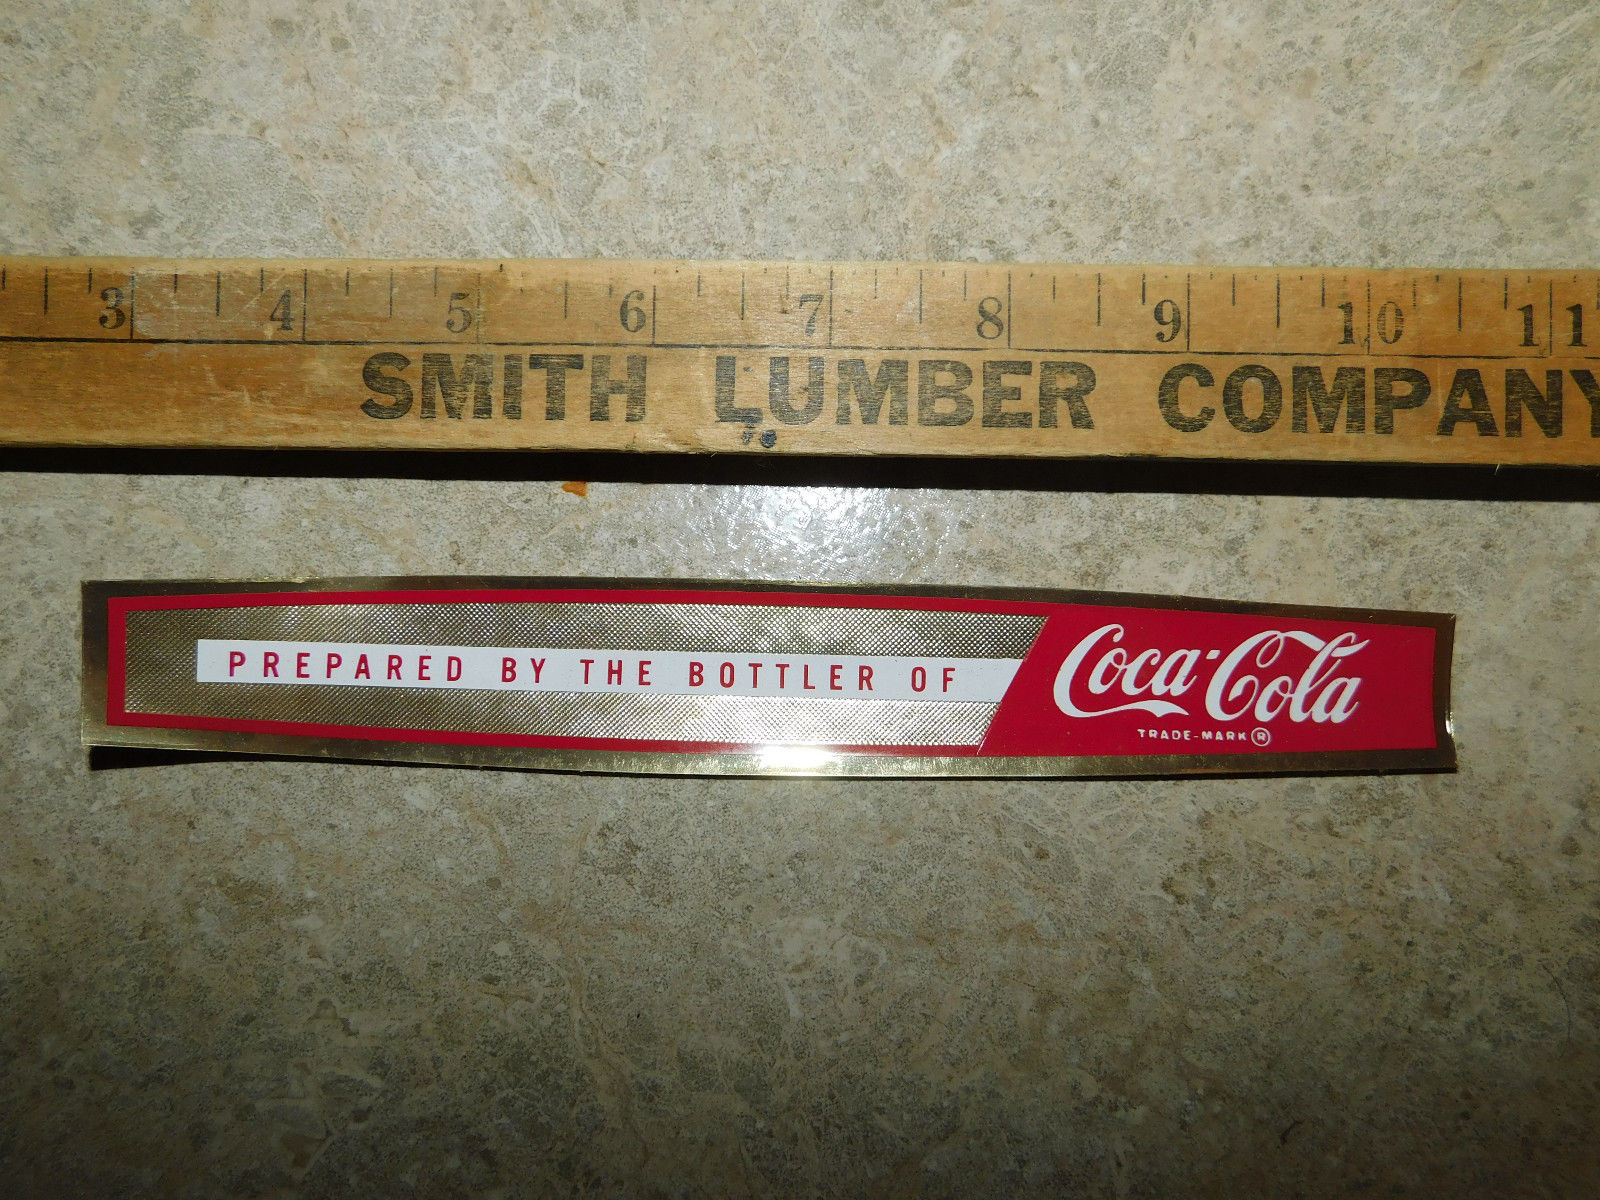 3 4 5 6 7 8 9 10 11
SMITH LUMBER COMPANY
PREPARED BY THE BOTTLER OF Coca-Cola
TRADE-MARK ®